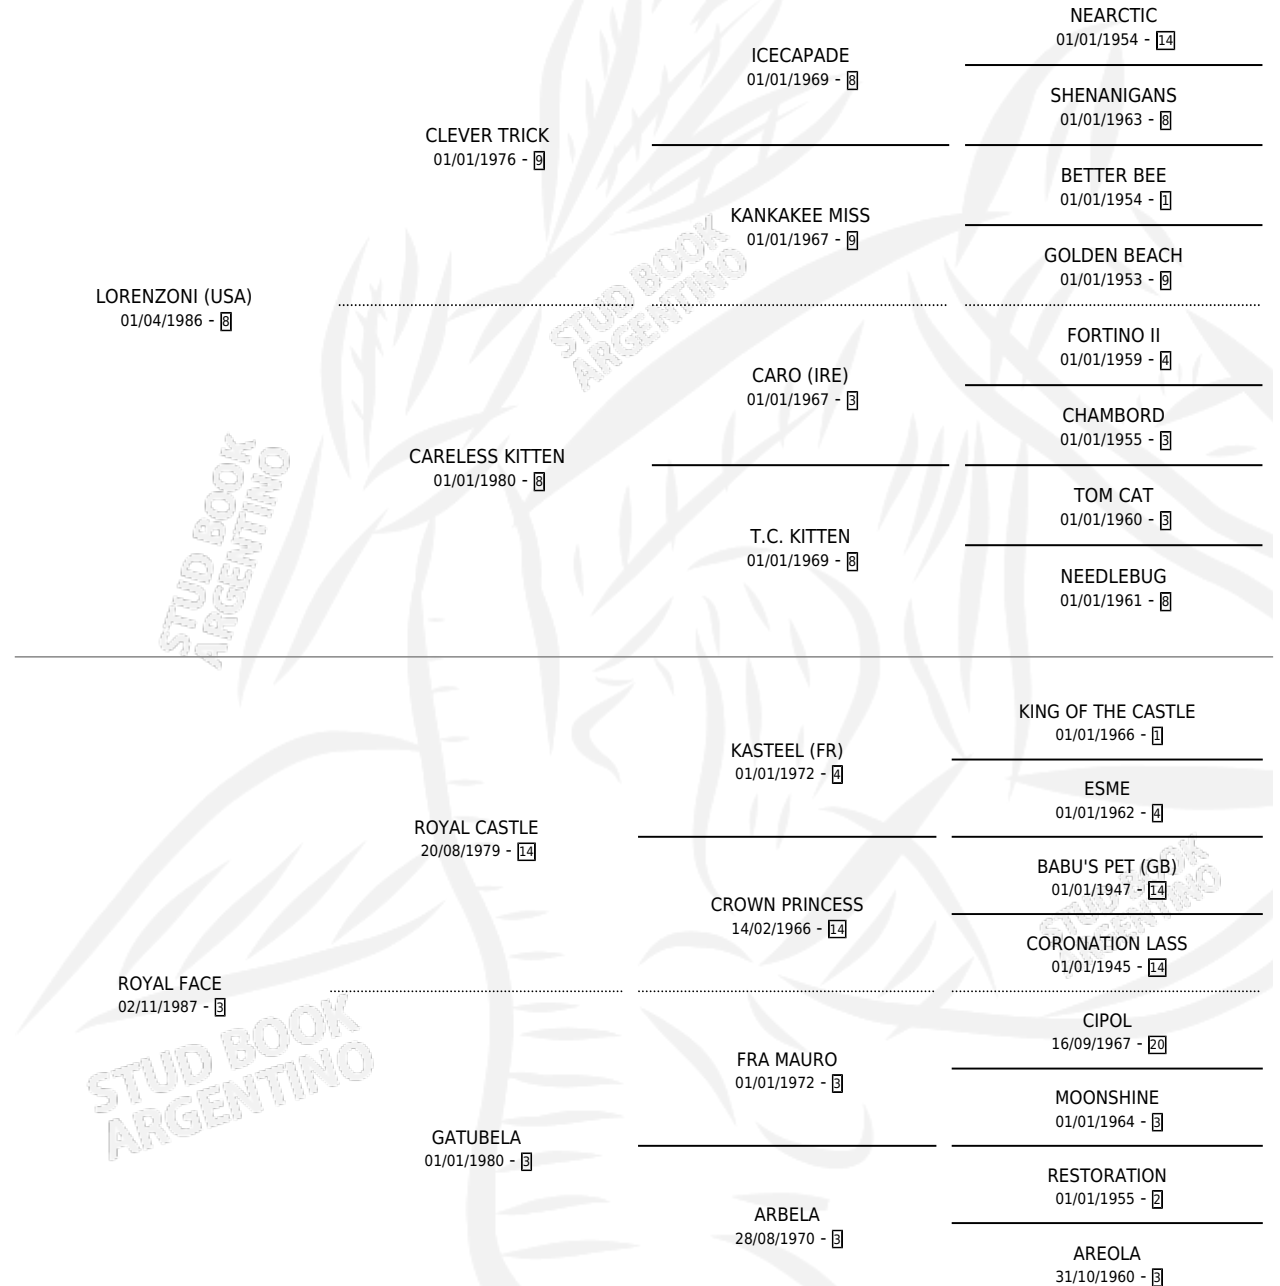 NEARCTIC
01/01/1954 - 14
ICECAPADE
01/01/1969 - 8
SHENANIGANS
01/01/1963 - 8
CLEVER TRICK
01/01/1976 - 9
BETTER BEE
01/01/1954 - 1
KANKAKEE MISS
01/01/1967 - 9
GOLDEN BEACH
01/01/1953 - 9
LORENZONI (USA)
01/04/1986 - 8
FORTINO II
01/01/1959 - 4
CARO (IRE)
01/01/1967 - 3
CHAMBORD
01/01/1955 - 3
CARELESS KITTEN
01/01/1980 - 8
TOM CAT
01/01/1960 - 3
T.C. KITTEN
01/01/1969 - 8
NEEDLEBUG
01/01/1961 - 8
KING OF THE CASTLE
01/01/1966 - 1
KASTEEL (FR)
01/01/1972 - 4
ESME
01/01/1962 - 4
ROYAL CASTLE
20/08/1979 - 14
BABU'S PET (GB)
01/01/1947 - 14
CROWN PRINCESS
14/02/1966 - 14
CORONATION LASS
01/01/1945 - 14
ROYAL FACE
02/11/1987 - 3
CIPOL
16/09/1967 - 20
FRA MAURO
01/01/1972 - 3
MOONSHINE
01/01/1964 - 3
GATUBELA
01/01/1980 - 3
RESTORATION
01/01/1955 - 2
ARBELA
28/08/1970 - 3
AREOLA
31/10/1960 - 3
STUD BOOK
ARGENTINO
STUD BOOK
ARGENTINO
STUD BOOK
ARGENTINO
STUD BOOK
ARGENTINO